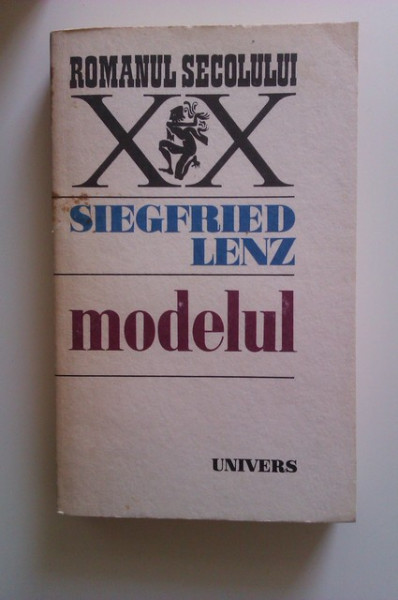 ROMANUL SECOLULUI
XX
SIEGFRIED
LENZ
modelul
UNIVERS